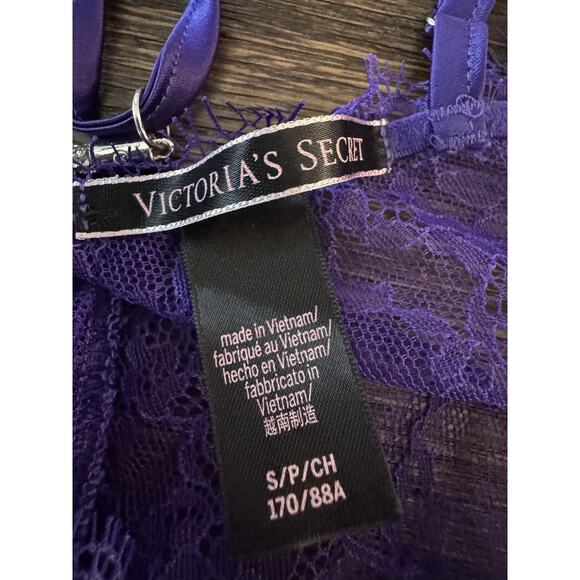 VICTORIA'S SECRET
made in Vietnam/
fabriqué au Vietnam/
hecho en Vietnam/
fabbricato in
Vietnam/
越南制造
S/P/CH
170/88A